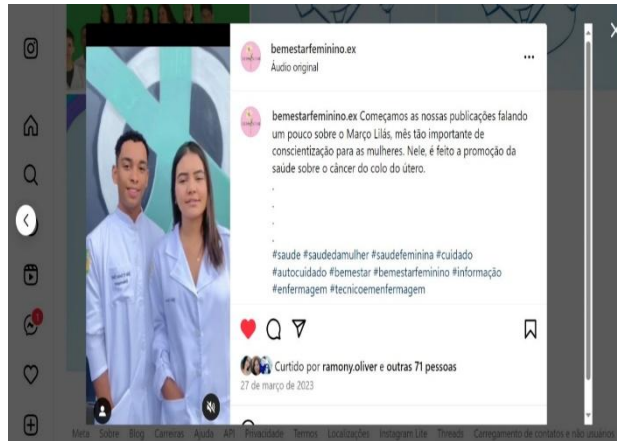 bemestarfeminino.ex
Áudio original
bemestarfeminino.ex Começamos as nossas publicações falando
um pouco sobre o Março Lilás, mês tão importante de
conscientização para as mulheres. Nele, é feito a promoção da
saúde sobre o câncer do colo do útero.
.
.
.
.
#saude #saudedamulher #saudefeminina #cuidado
#autocuidado #bemestar #bemestarfeminino #informação
#enfermagem #tecnicoemenfermagem
Curtido por ramony.oliver e outras 71 pessoas
27 de março de 2023
1
Meta Sobre Blog Carreiras Ajuda API Privacidade Termos Localizações Instagram Lite Threads Carregamento de contatos e não usuários